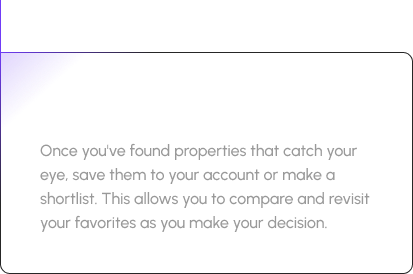 Once you've found properties that catch your
eye, save them to your account or make a
shortlist. This allows you to compare and revisit
your favorites as you make your decision.